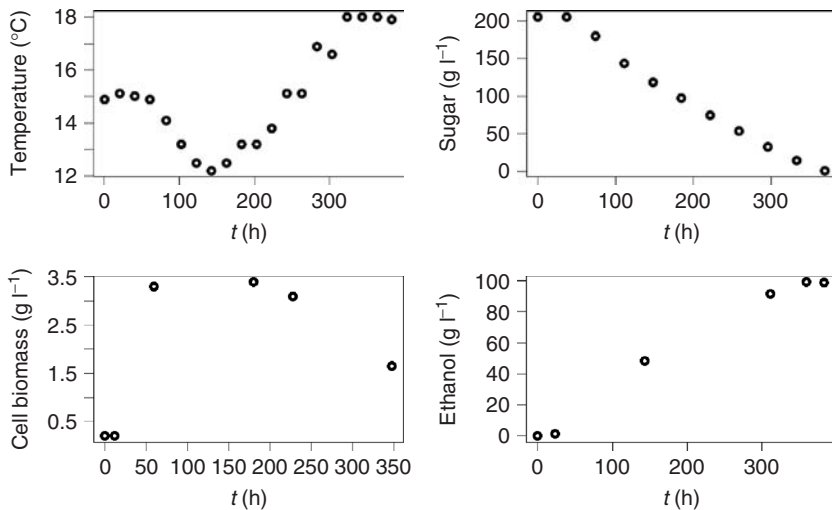 Temperature (°C)
18
15
14
12
0 100 200 300
t (h)
Sugar (g l⁻¹)
200
150
100
50
0
0 100 200 300
t (h)
Cell biomass (g l⁻¹)
3.5
2.5
1.5
0.5
0 50 100 150 200 250 300 350
t (h)
Ethanol (g l⁻¹)
100
80
60
40
20
0
0 100 200 300
t (h)